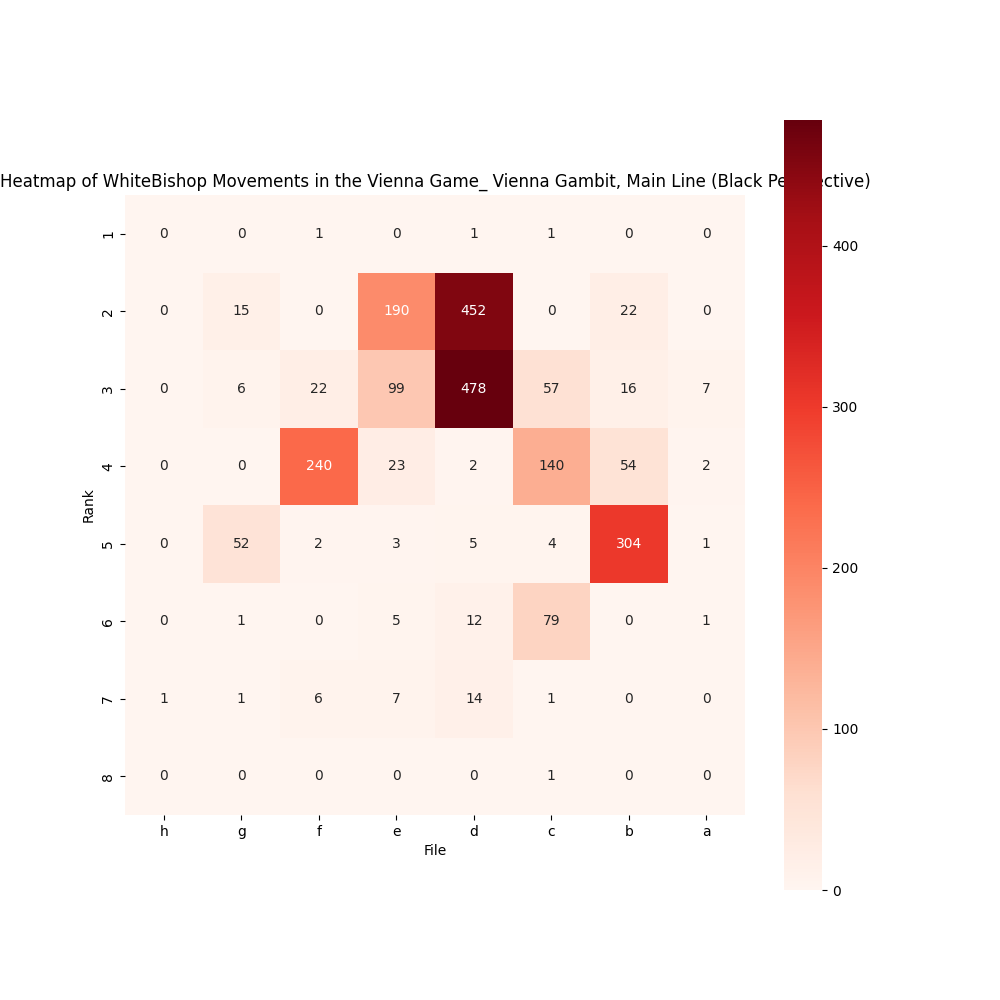 Heatmap of WhiteBishop Movements in the Vienna Game_ Vienna Gambit, Main Line (Black Perspective)
400
1 0 0 1 0 1 1 0 0
2 0 15 0 190 452 0 22 0
3 0 6 22 99 478 57 16 7
300
4 0 0 240 23 2 140 54 2
Rank
5 0 52 2 3 5 4 304 1
200
6 0 1 0 5 12 79 0 1
7 1 1 6 7 14 1 0 0
100
8 0 0 0 0 0 1 0 0
h g f e d c b a
File
0